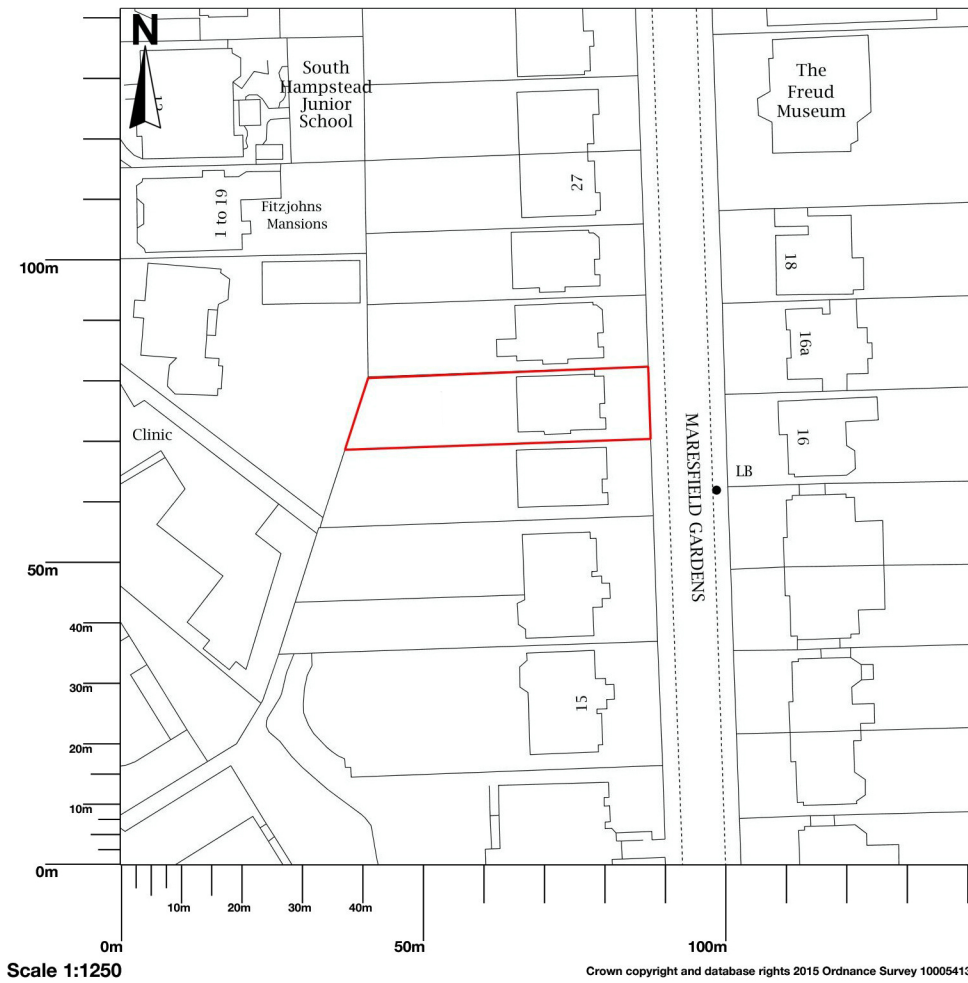 N
South
Hampstead
Junior
School
The
Freud
Museum
27
1 to 19
Fitzjohns
Mansions
18
100m
16a
Clinic
16
MARESFIELD GARDENS
LB
50m
40m
30m
15
20m
10m
0m
10m
20m
30m
40m
0m
50m
100m
Scale 1:1250
Crown copyright and database rights 2015 Ordnance Survey 10005413